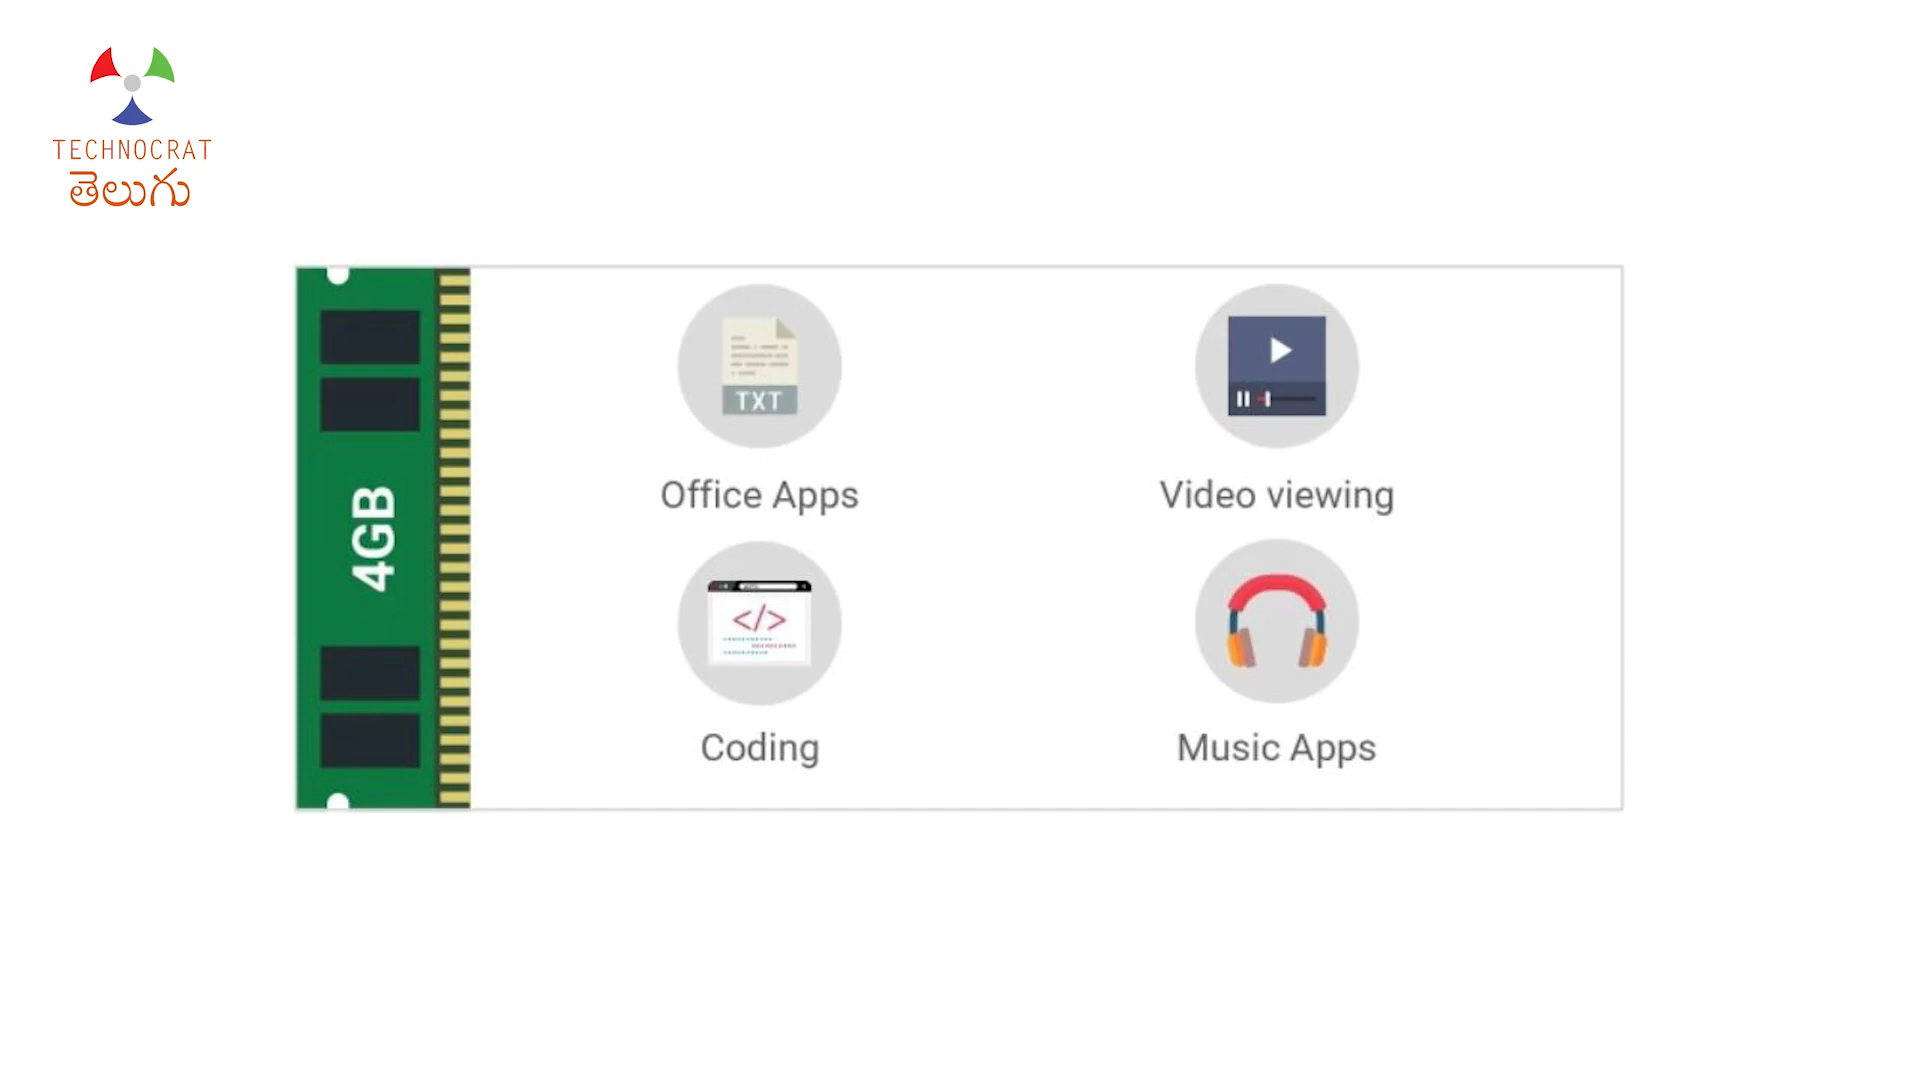 TECHNOCRAT
తెలుగు
4GB
TXT
Office Apps
Video viewing
</>
Coding
Music Apps